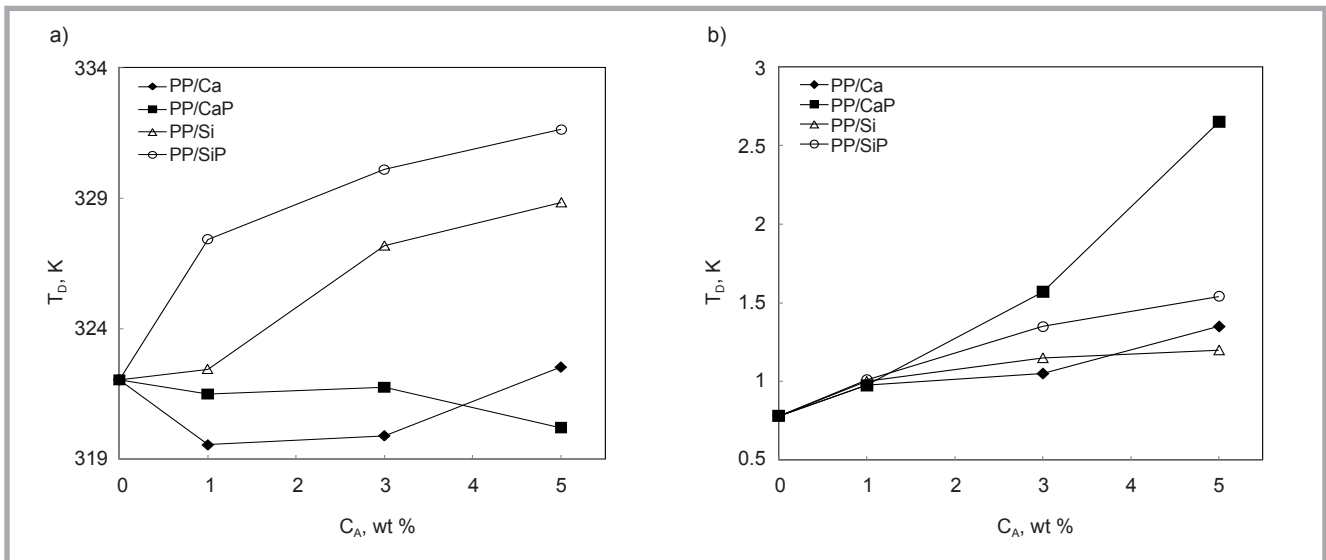 a)
334
329
324
319
T_D, K
PP/Ca
PP/CaP
PP/Si
PP/SiP
0 1 2 3 4 5
C_A, wt %
b)
3
2.5
2
1.5
1
0.5
T_D, K
PP/Ca
PP/CaP
PP/Si
PP/SiP
0 1 2 3 4 5
C_A, wt %